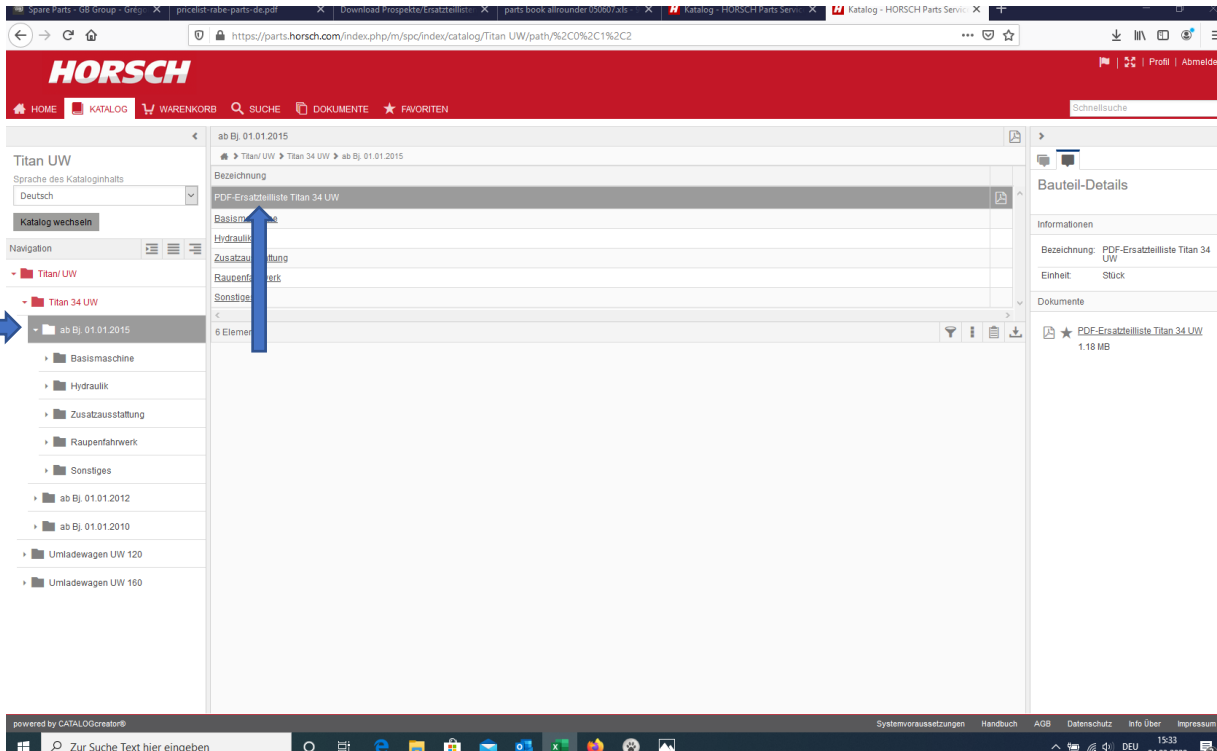 Spare Parts - GB Group - Grég
pricelist-rabe-parts-de.pdf
Download Prospekte/Ersatzteilliste
parts book allrounder 050607.xls -
Katalog - HORSCH Parts Servic
Katalog - HORSCH Parts Servic
https://parts.horsch.com/index.php/m/spc/index/catalog/Titan UW/path/%2C0%2C1%2C2
HORSCH
Profil | Abmelde
HOME KATALOG WARENKORB SUCHE DOKUMENTE FAVORITEN
Schnellsuche
Titan UW
Sprache des Kataloginhalts
Deutsch
Katalog wechseln
Navigation
Titan/ UW
Titan 34 UW
ab Bj. 01.01.2015
Basismaschine
Hydraulik
Zusatzausstattung
Raupenfahrwerk
Sonstiges
ab Bj. 01.01.2012
ab Bj. 01.01.2010
Umladewagen UW 120
Umladewagen UW 160
ab Bj. 01.01.2015
Titan/ UW Titan 34 UW ab Bj. 01.01.2015
Bezeichnung
PDF-Ersatzteilliste Titan 34 UW
Hydraulik
6
Bauteil-Details
Informationen
Bezeichnung: PDF-Ersatzteilliste Titan 34
UW
Einheit: Stück
Dokumente
PDF-Ersatzteilliste Titan 34 UW
1.18 MB
powered by CATALOGcreator®
Systemvoraussetzungen Handbuch AGB Datenschutz Info Über Impressum
Zur Suche Text hier eingeben
DEU
15:33